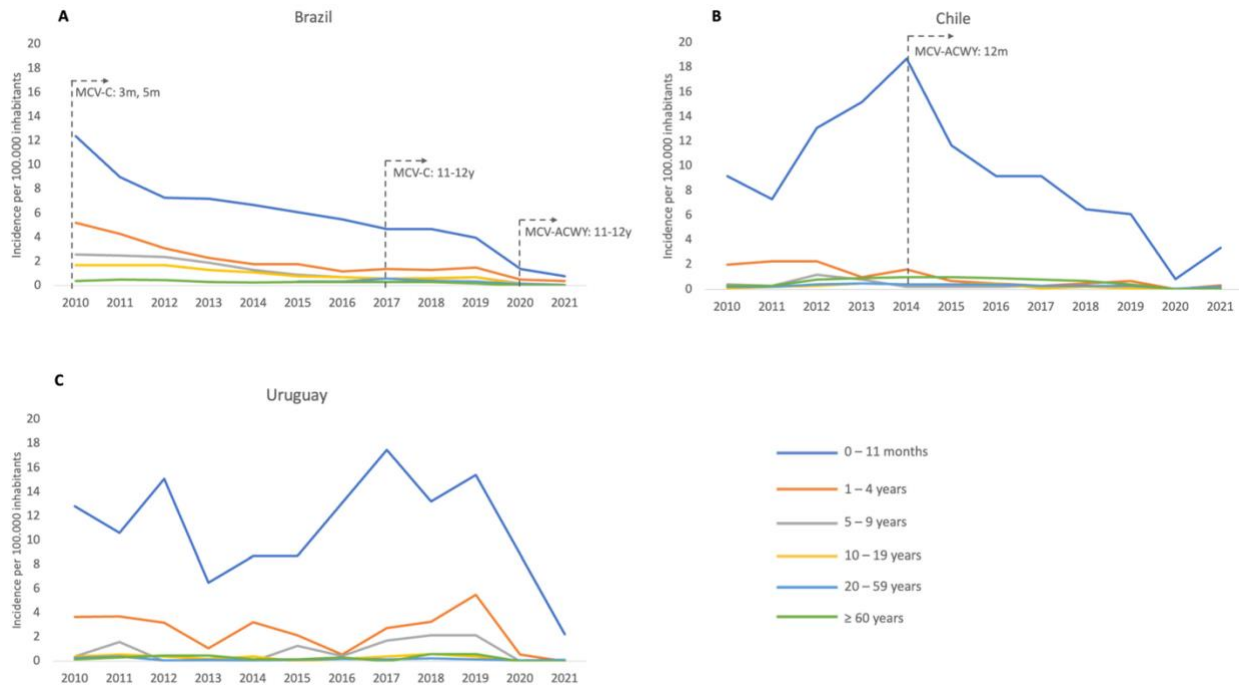 A
Brazil
Incidence per 100.000 inhabitants
20
18
16
14
12
10
8
6
4
2
0
MCV-C: 3m, 5m
MCV-C: 11-12y
MCV-ACWY: 11-12y
2010 2011 2012 2013 2014 2015 2016 2017 2018 2019 2020 2021
B
Chile
Incidence per 100.000 inhabitants
20
18
16
14
12
10
8
6
4
2
0
MCV-ACWY: 12m
2010 2011 2012 2013 2014 2015 2016 2017 2018 2019 2020 2021
C
Uruguay
Incidence per 100.000 inhabitants
20
18
16
14
12
10
8
6
4
2
0
2010 2011 2012 2013 2014 2015 2016 2017 2018 2019 2020 2021
0 – 11 months
1 – 4 years
5 – 9 years
10 – 19 years
20 – 59 years
≥ 60 years